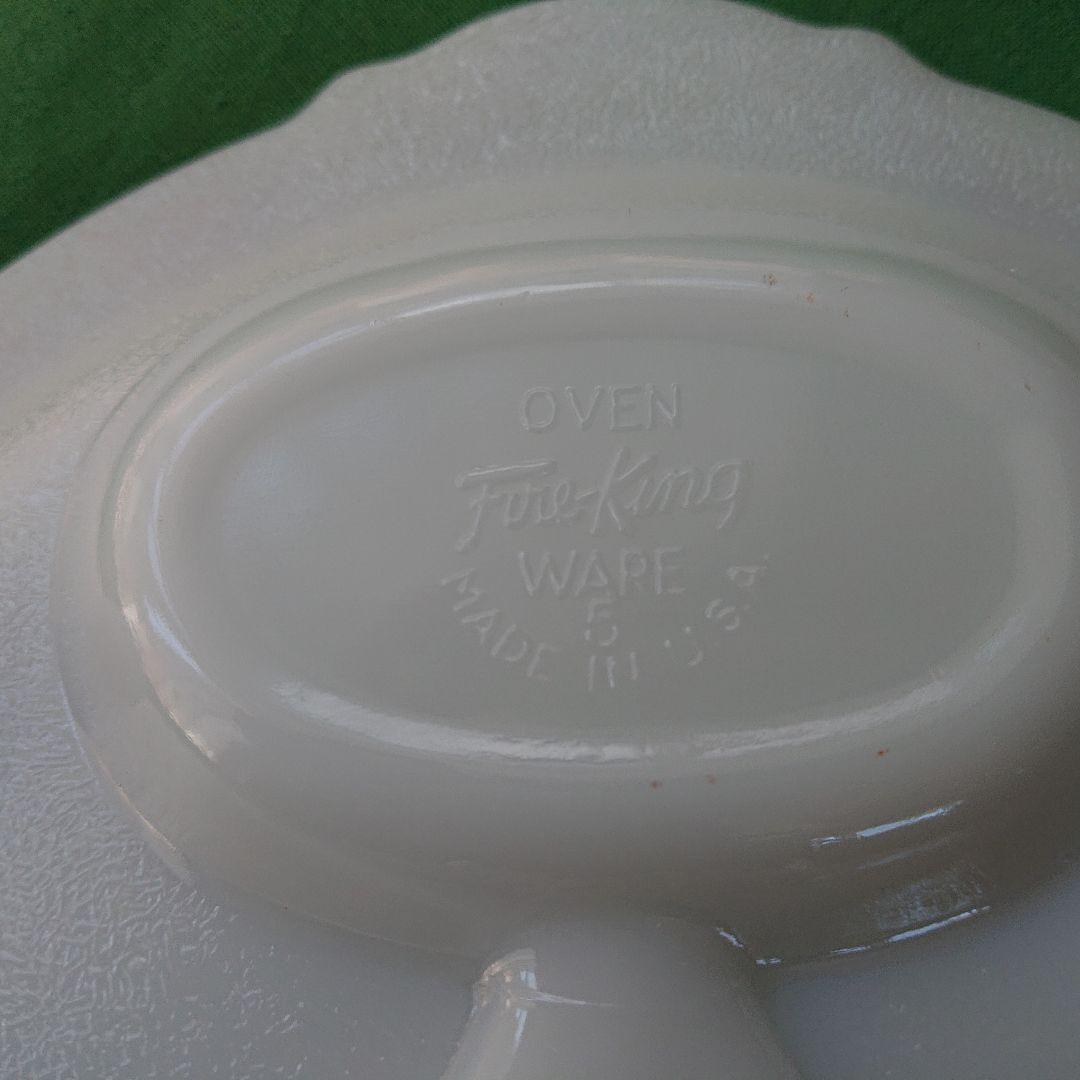 OVEN
Fire-King
WARE
5
MADE IN U.S.a.